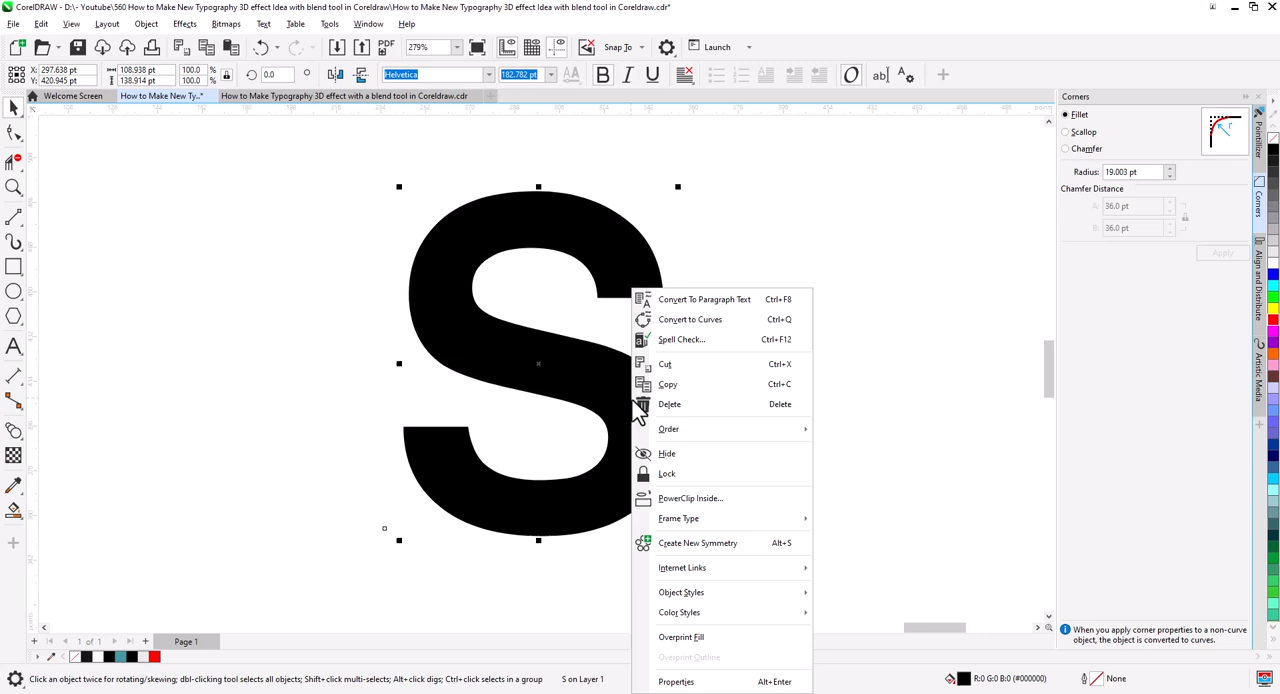 CorelDRAW - D:\- Youtube\560 How to Make New Typography 3D effect Idea with blend tool in Coreldraw\How to Make New Typography 3D effect Idea with blend tool in Coreldraw.cdr*
File Edit View Layout Object Effects Bitmaps Text Table Tools Window Help
279% Snap To Launch
PDF
X: 297.638 pt 108.938 pt 100.0 % 0.0 Helvetica 182.782 pt
Y: 420.945 pt 138.914 pt 100.0 %
Welcome Screen How to Make New Ty...* How to Make Typography 3D effect with a blend tool in Coreldraw.cdr
Corners
Fillet
Scallop
Chamfer
Radius: 19.003 pt
Chamfer Distance
A: 36.0 pt
B: 36.0 pt
Apply
Pointillizer
Corners
Align and Distribute
Artistic Media
S
Convert To Paragraph Text Ctrl+F8
Convert to Curves Ctrl+Q
Spell Check... Ctrl+F12
Cut Ctrl+X
Copy Ctrl+C
Delete Delete
Order
Hide
Lock
PowerClip Inside...
Frame Type
Create New Symmetry Alt+S
Internet Links
Object Styles
Color Styles
Overprint Fill
Overprint Outline
Properties Alt+Enter
1 of 1 Page 1
When you apply corner properties to a non-curve
object, the object is converted to curves.
Click an object twice for rotating/skewing; dbl-clicking tool selects all objects; Shift+click multi-selects; Alt+click digs; Ctrl+click selects in a group S on Layer 1 R:0 G:0 B:0 (#000000) None